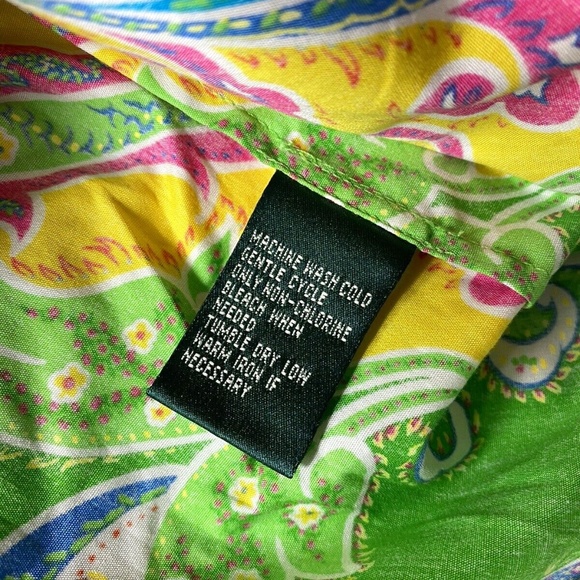 MACHINE WASH COLD
GENTLE CYCLE
ONLY NON-CHLORINE
BLEACH WHEN
NEEDED
TUMBLE DRY LOW
WARM IRON IF
NECESSARY